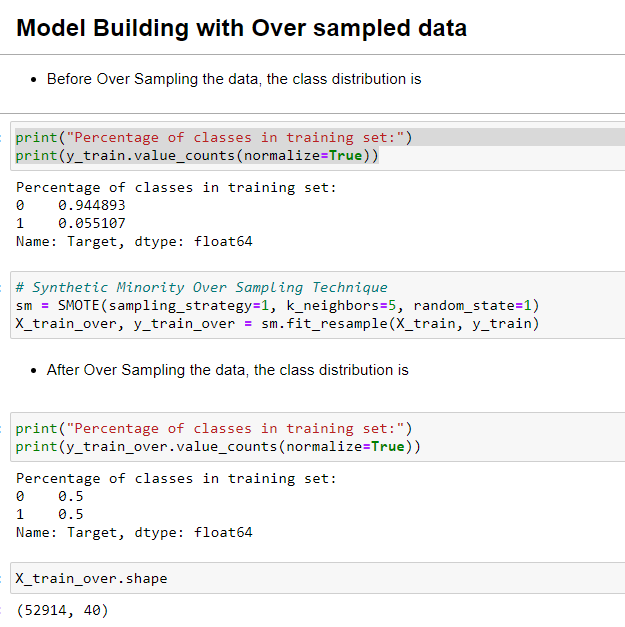 Model Building with Over sampled data
• Before Over Sampling the data, the class distribution is
print("Percentage of classes in training set:")
print(y_train.value_counts(normalize=True))
Percentage of classes in training set:
0    0.944893
1    0.055107
Name: Target, dtype: float64
# Synthetic Minority Over Sampling Technique
sm = SMOTE(sampling_strategy=1, k_neighbors=5, random_state=1)
X_train_over, y_train_over = sm.fit_resample(X_train, y_train)
• After Over Sampling the data, the class distribution is
print("Percentage of classes in training set:")
print(y_train_over.value_counts(normalize=True))
Percentage of classes in training set:
0    0.5
1    0.5
Name: Target, dtype: float64
X_train_over.shape
(52914, 40)